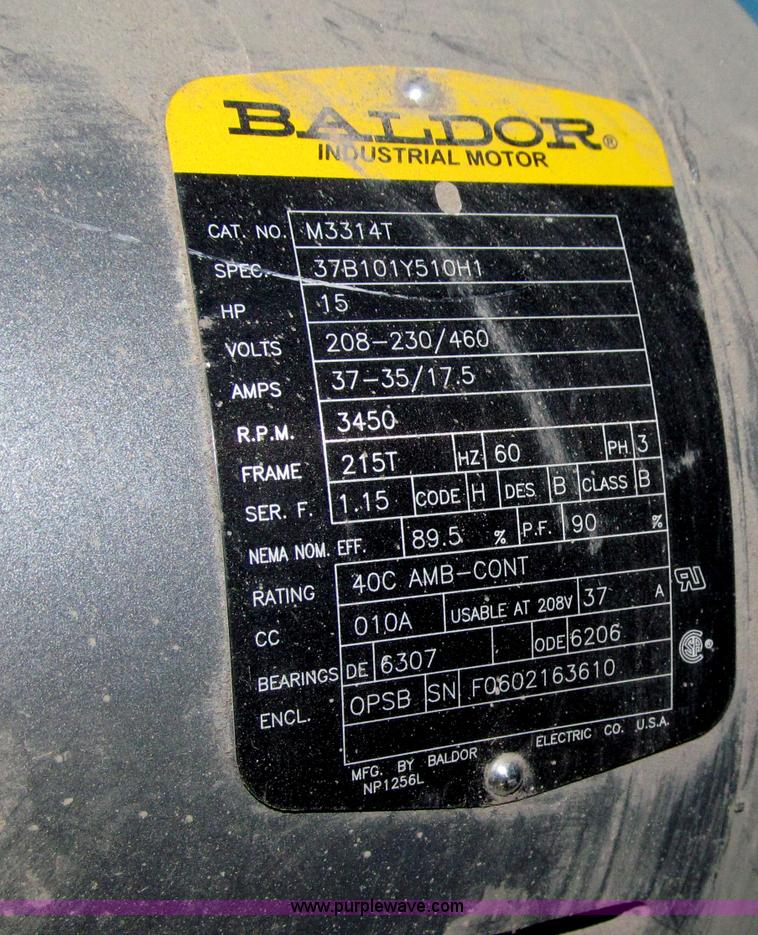 BALDOR®
INDUSTRIAL MOTOR
CAT. NO. M3314T
SPEC. 37B101Y510H1
HP 15
VOLTS 208-230/460
AMPS 37-35/17.5
R.P.M. 3450
FRAME 215T HZ 60 PH 3
SER. F. 1.15 CODE H DES B CLASS B
NEMA NOM. EFF. 89.5 % P.F. 90 %
RATING 40C AMB-CONT
CC 010A USABLE AT 208V 37 A
BEARINGS DE 6307 ODE 6206
ENCL. OPSB SN F0602163610
MFG. BY BALDOR ELECTRIC CO. U.S.A.
NP1256L
www.purplewave.com